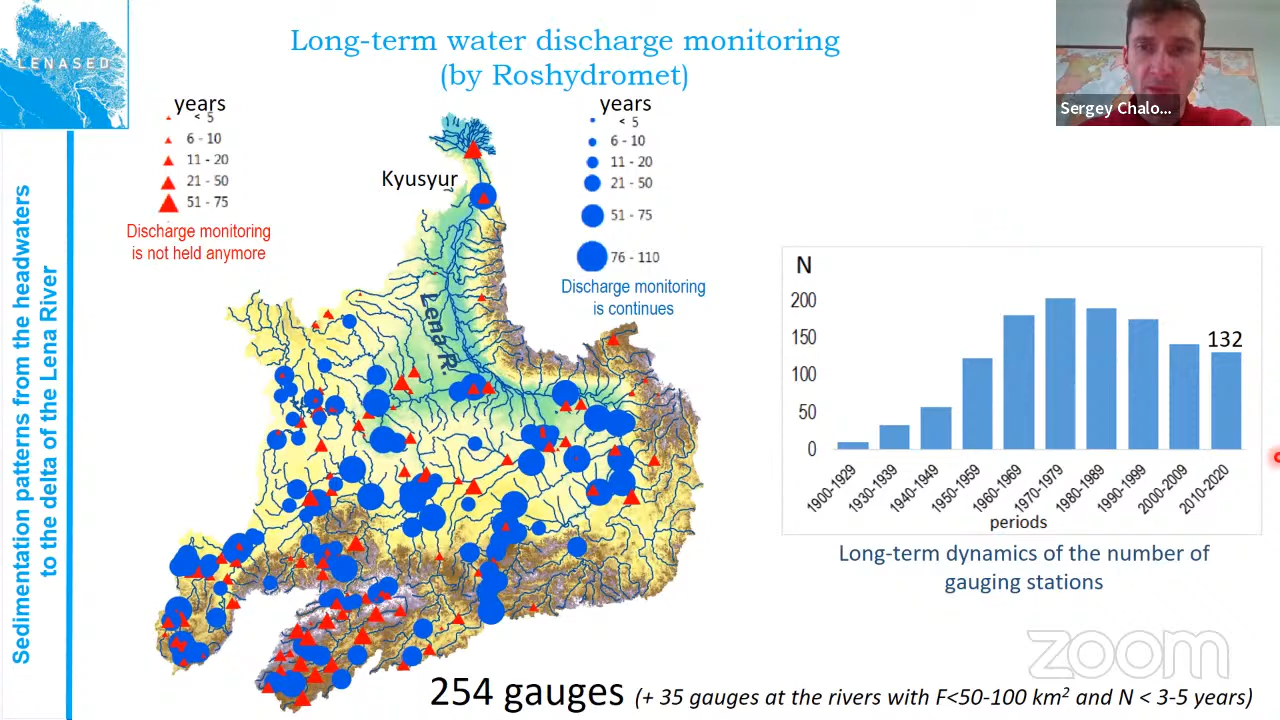 LENASED
Long-term water discharge monitoring
(by Roshydromet)
Sergey Chalo...
Sedimentation patterns from the headwaters
to the delta of the Lena River
years
< 5
6 - 10
11 - 20
21 - 50
51 - 75
Discharge monitoring
is not held anymore
years
< 5
6 - 10
11 - 20
21 - 50
51 - 75
76 - 110
Discharge monitoring
is continues
Kyusyur
Lena R.
N
200
150
100
50
0
132
1900-1929
1930-1939
1940-1949
1950-1959
1960-1969
1970-1979
1980-1989
1990-1999
2000-2009
2010-2020
periods
Long-term dynamics of the number of
gauging stations
zoom
254 gauges (+ 35 gauges at the rivers with F<50-100 km² and N < 3-5 years)